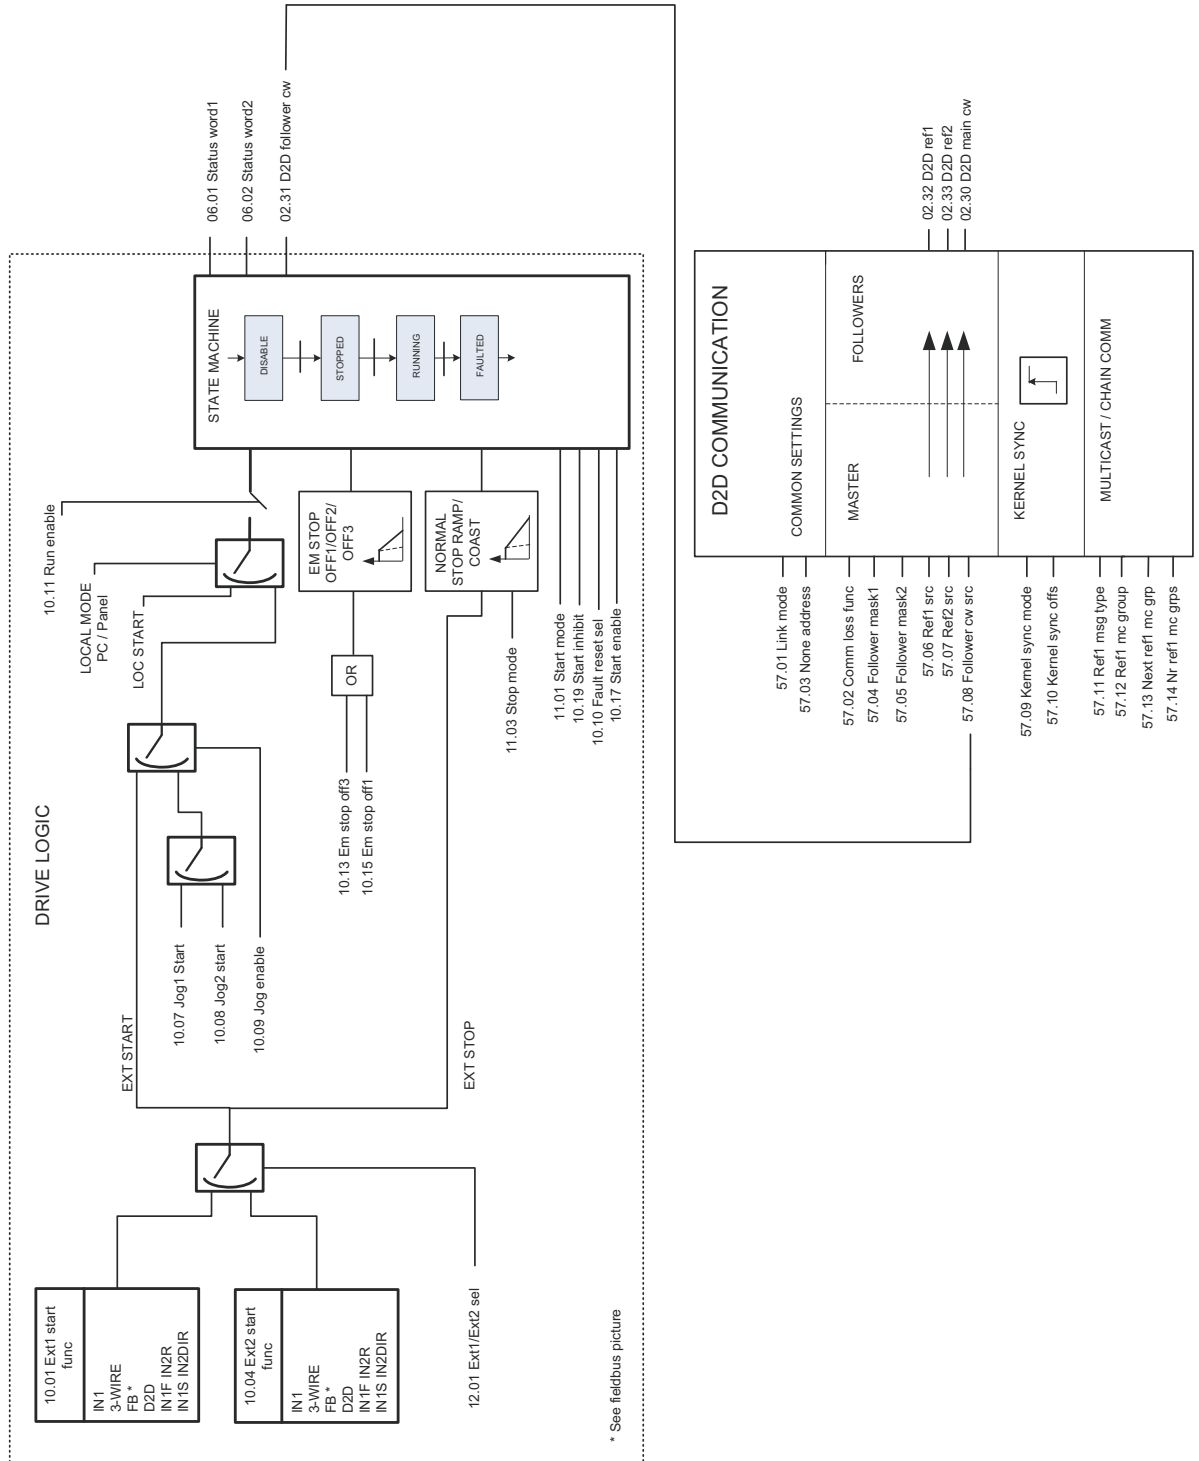 DRIVE LOGIC
10.01 Ext1 start
func
IN1
3-WIRE
FB *
D2D
IN1F IN2R
IN1S IN2DIR
10.04 Ext2 start
func
IN1
3-WIRE
FB *
D2D
IN1F IN2R
IN1S IN2DIR
12.01 Ext1/Ext2 sel
* See fieldbus picture
EXT START
EXT STOP
10.07 Jog1 Start
10.08 Jog2 start
10.09 Jog enable
10.13 Em stop off3
10.15 Em stop off1
OR
LOC START
LOCAL MODE
PC / Panel
10.11 Run enable
EM STOP
OFF1/OFF2/
OFF3
NORMAL
STOP RAMP/
COAST
11.03 Stop mode
11.01 Start mode
10.19 Start inhibit
10.10 Fault reset sel
10.17 Start enable
STATE MACHINE
DISABLE
STOPPED
RUNNING
FAULTED
06.01 Status word1
06.02 Status word2
02.31 D2D follower cw
D2D COMMUNICATION
COMMON SETTINGS
57.01 Link mode
57.03 None address
MASTER
FOLLOWERS
57.02 Comm loss func
57.04 Follower mask1
57.05 Follower mask2
57.06 Ref1 src
57.07 Ref2 src
57.08 Follower cw src
02.32 D2D ref1
02.33 D2D ref2
02.30 D2D main cw
KERNEL SYNC
57.09 Kernel sync mode
57.10 Kernel sync offs
MULTICAST / CHAIN COMM
57.11 Ref1 msg type
57.12 Ref1 mc group
57.13 Next ref1 mc grp
57.14 Nr ref1 mc grps